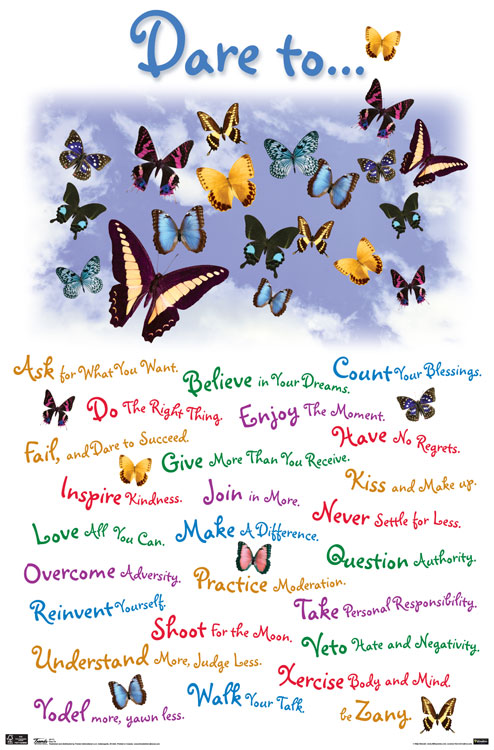 Dare to...
Ask for What You Want.
Believe in Your Dreams.
Count Your Blessings.
Do The Right Thing.
Enjoy The Moment.
Fail, and Dare to Succeed.
Give More Than You Receive.
Have No Regrets.
Inspire Kindness.
Join in More.
Kiss and Make up.
Love All You Can.
Make A Difference.
Never Settle for Less.
Overcome Adversity.
Practice Moderation.
Question Authority.
Reinvent Yourself.
Shoot For the Moon.
Take Personal Responsibility.
Understand More, Judge Less.
Veto Hate and Negativity.
Walk Your Talk.
Xercise Body and Mind.
Yodel more, yawn less.
be Zany.
Trends